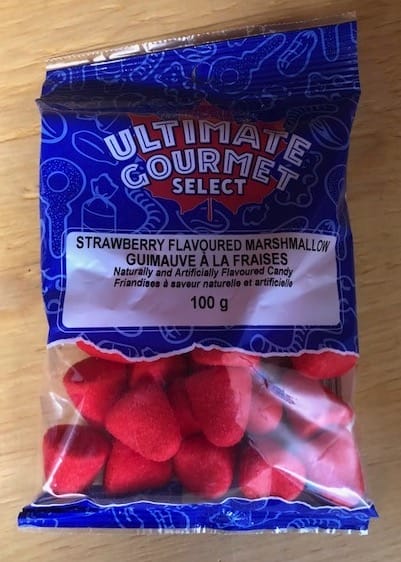 ULTIMATE
GOURMET
SELECT
STRAWBERRY FLAVOURED MARSHMALLOW
GUIMAUVE À LA FRAISES
Naturally and Artificially Flavoured Candy
Friandises à saveur naturelle et artificielle
100 g